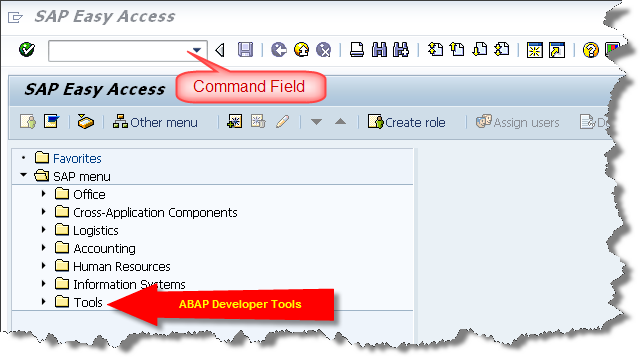 SAP Easy Access
Command Field
SAP Easy Access
Other menu
Create role
Assign users
Favorites
SAP menu
Office
Cross-Application Components
Logistics
Accounting
Human Resources
Information Systems
Tools
ABAP Developer Tools